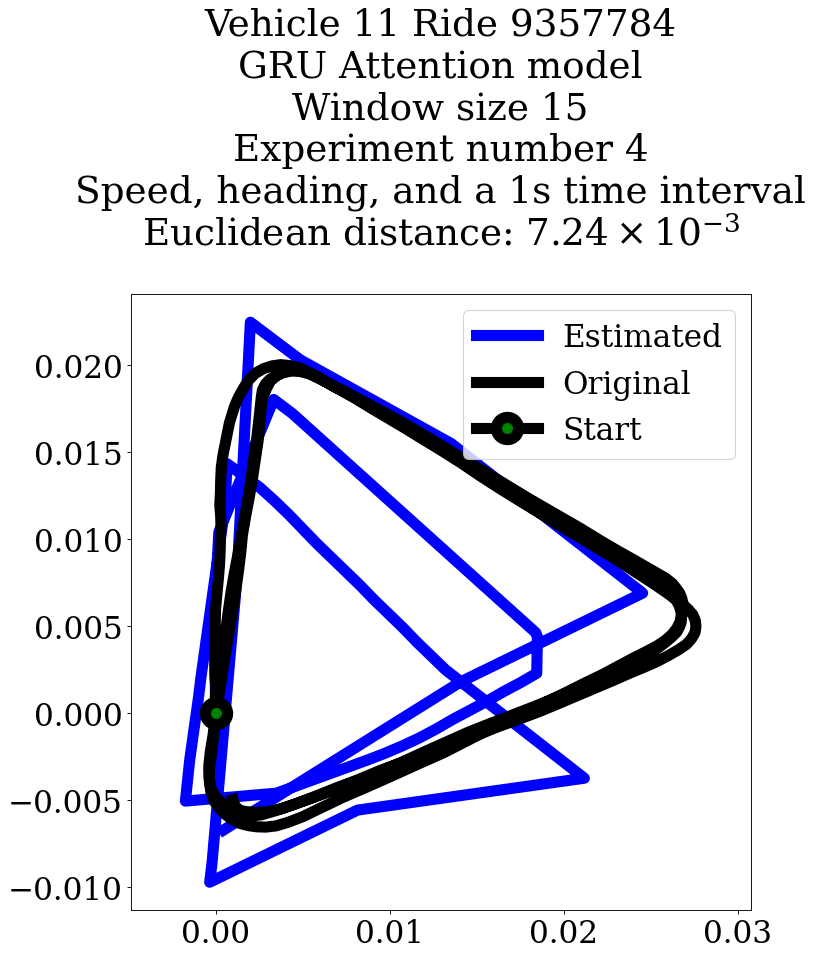 Vehicle 11 Ride 9357784
GRU Attention model
Window size 15
Experiment number 4
Speed, heading, and a 1s time interval
Euclidean distance: 7.24 × 10⁻³
Estimated
Original
Start
0.020
0.015
0.010
0.005
0.000
−0.005
−0.010
0.00 0.01 0.02 0.03